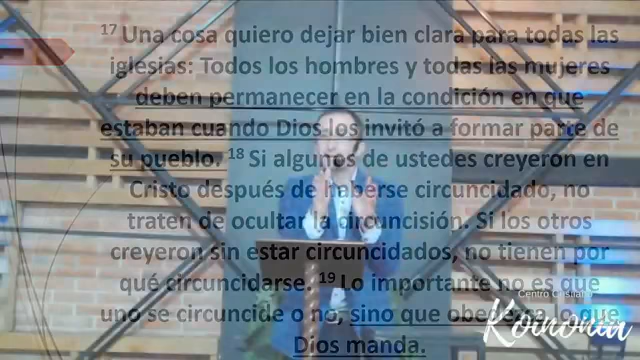 17 Una cosa quiero dejar bien clara para todas las
iglesias: Todos los hombres y todas las mujeres
deben permanecer en la condición en que
estaban cuando Dios los invitó a formar parte de
su pueblo. 18 Si algunos de ustedes creyeron en
Cristo después de haberse circuncidado, no
traten de ocultar la circuncisión. Si los otros
creyeron sin estar circuncidados, no tienen por
qué circuncidarse. 19 Lo importante no es que
uno se circuncide o no, sino que obedezca lo que
Dios manda.
Centro Cristiano
Koinonia